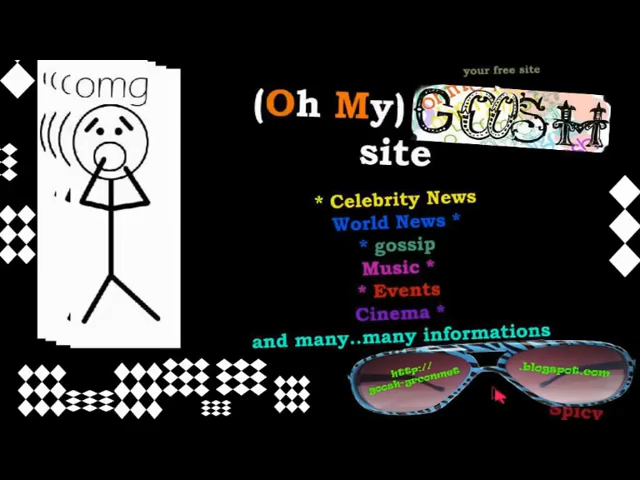 your free site
omg
(Oh My) GOOSH
site
* Celebrity News
World News *
* gossip
Music *
* Events
Cinema *
and many..many informations
http://
.blogspot.com
Spicy